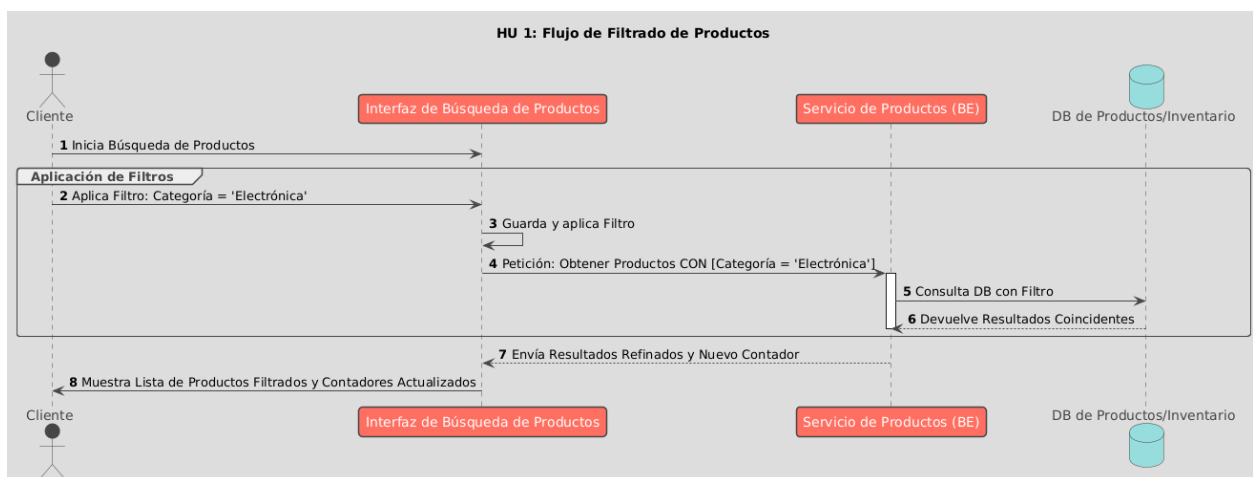 HU 1: Flujo de Filtrado de Productos
Cliente
Interfaz de Búsqueda de Productos
Servicio de Productos (BE)
DB de Productos/Inventario
1 Inicia Búsqueda de Productos
Aplicación de Filtros
2 Aplica Filtro: Categoría = 'Electrónica'
3 Guarda y aplica Filtro
4 Petición: Obtener Productos CON [Categoría = 'Electrónica']
5 Consulta DB con Filtro
6 Devuelve Resultados Coincidentes
7 Envía Resultados Refinados y Nuevo Contador
8 Muestra Lista de Productos Filtrados y Contadores Actualizados
Cliente
Interfaz de Búsqueda de Productos
Servicio de Productos (BE)
DB de Productos/Inventario